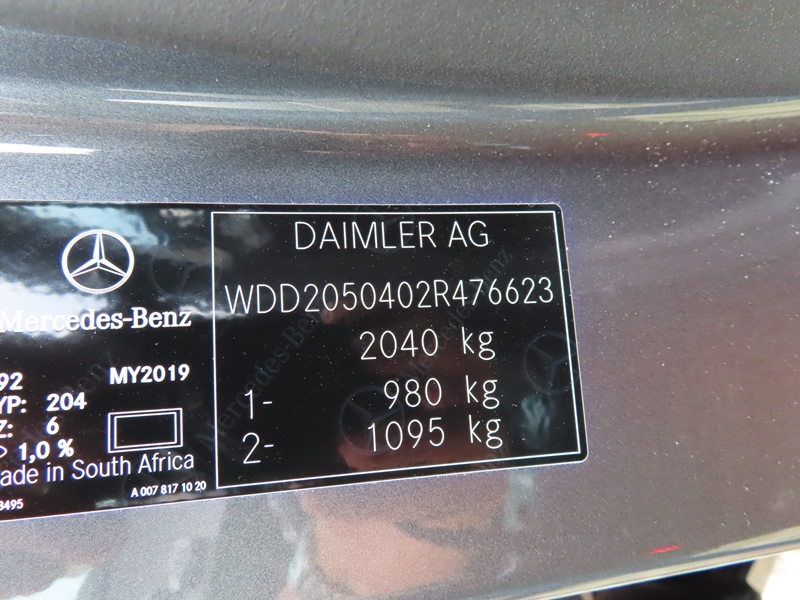 Mercedes-Benz
92
MY2019
YP: 204
Z: 6
> 1,0 %
ade in South Africa
A 007 817 10 20
3495
DAIMLER AG
WDD2050402R476623
2040 kg
1- 980 kg
2- 1095 kg